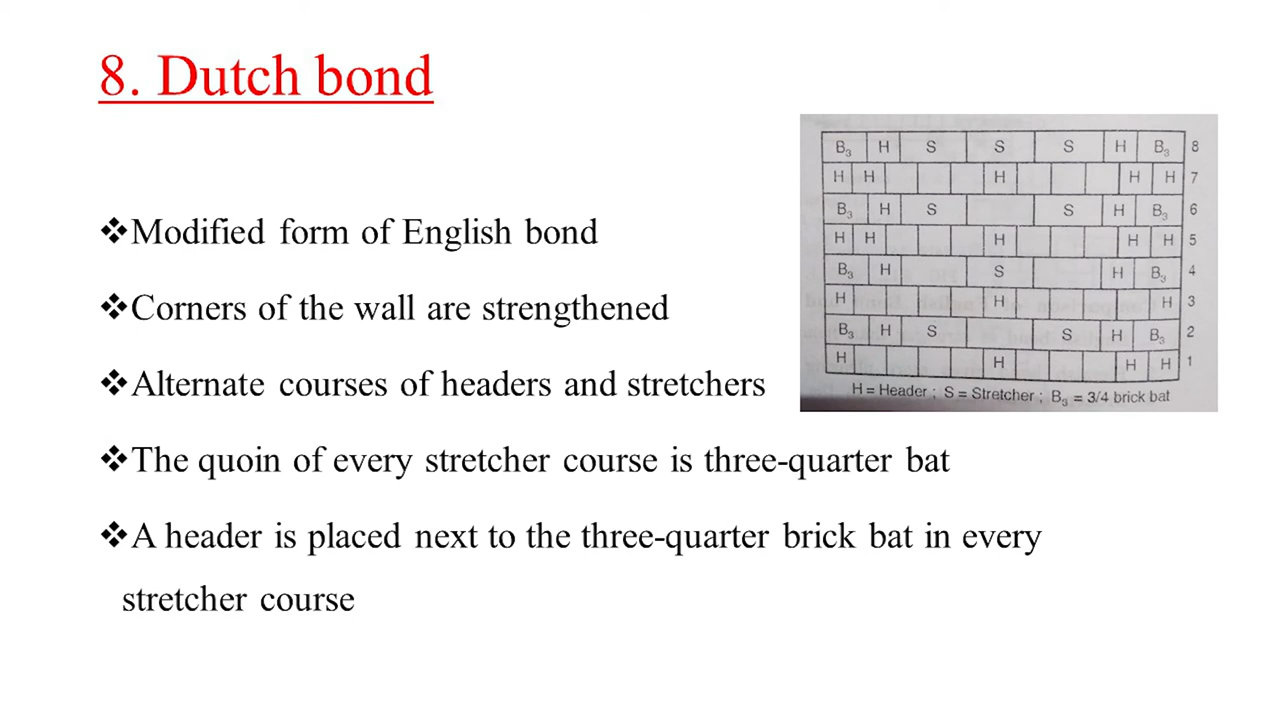 8. Dutch bond
❖Modified form of English bond
❖Corners of the wall are strengthened
❖Alternate courses of headers and stretchers
❖The quoin of every stretcher course is three-quarter bat
❖A header is placed next to the three-quarter brick bat in every
stretcher course
B₃ H S S S H B₃ 8
H H H H H 7
B₃ H S S H B₃ 6
H H H H H 5
B₃ H S H B₃ 4
H H H 3
B₃ H S S H B₃ 2
H H H H 1
H = Header ; S = Stretcher ; B₃ = 3/4 brick bat